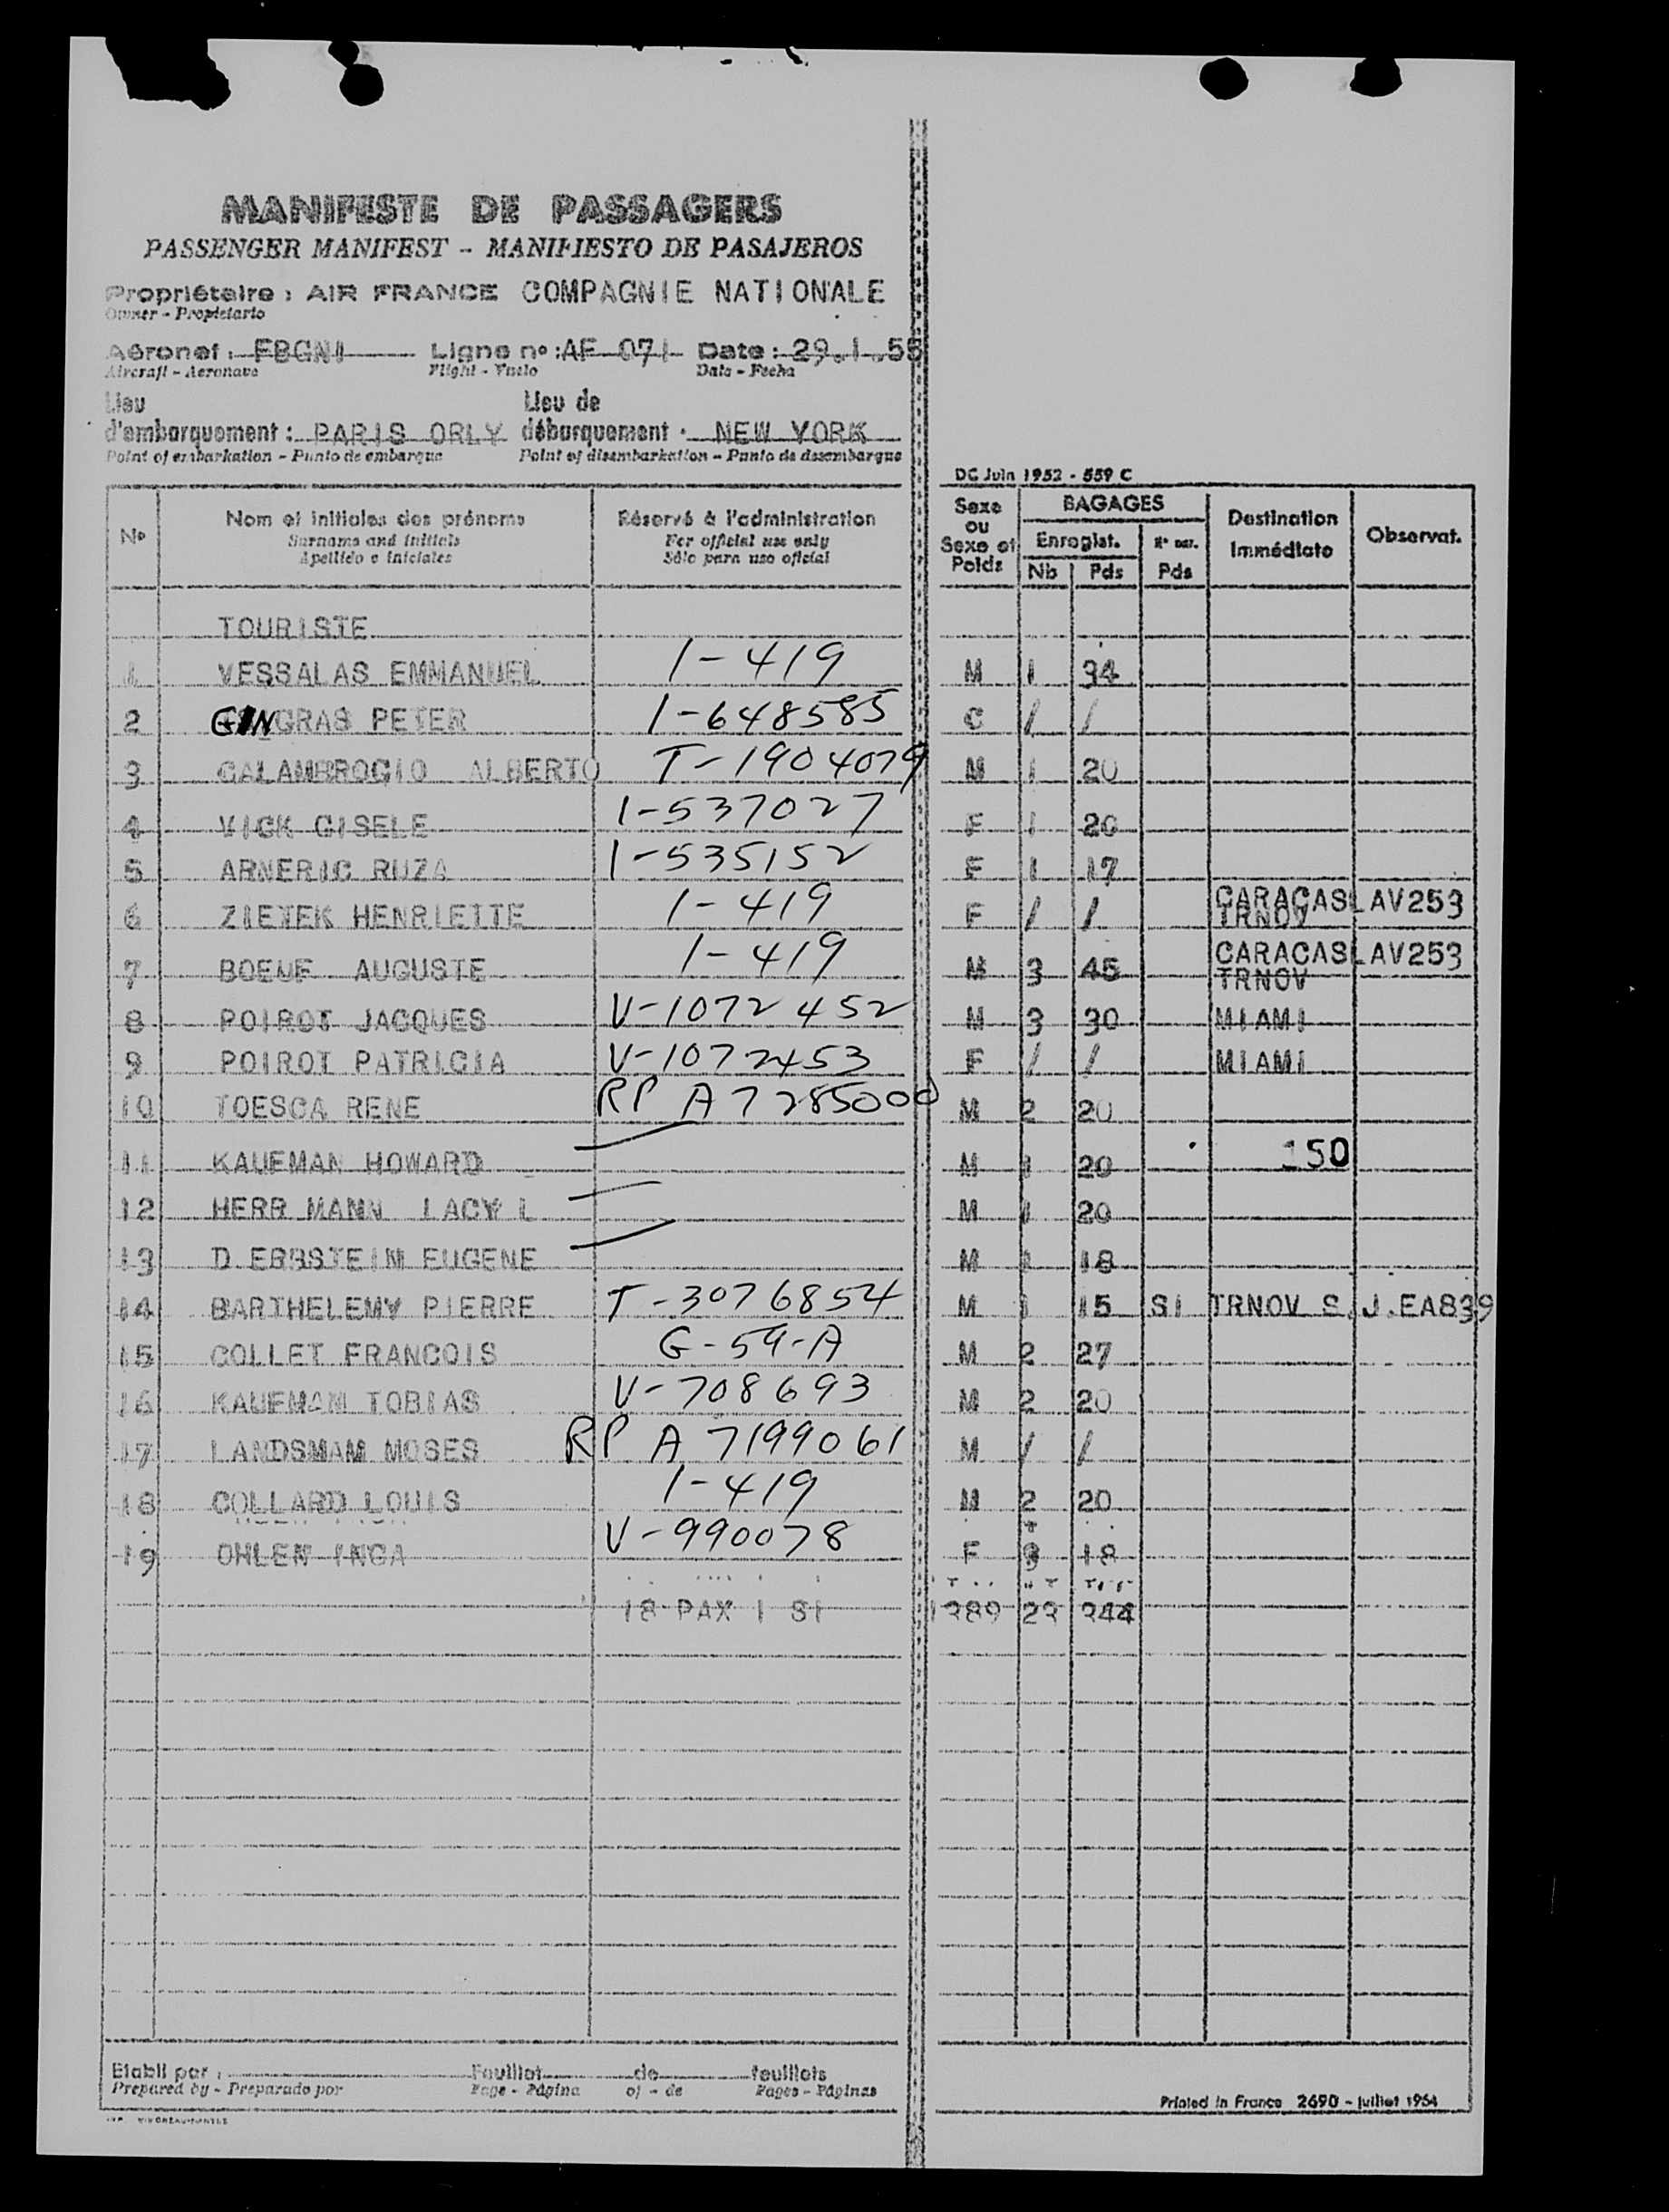 MANIFESTE DE PASSAGERS
PASSENGER MANIFEST - MANIFIESTO DE PASAJEROS
Propriétaire : AIR FRANCE COMPAGNIE NATIONALE
Owner - Propietario
Aéronef : FBGNI Ligne nº : AF 071 Date : 29.1.55
Aircraft - Aeronave Flight - Vuelo Data - Fecha
Lieu Lieu de
d'embarquement : PARIS ORLY débarquement : NEW YORK
Point of embarkation - Punto de embarque Point of disembarkation - Punto de desembarque
DC Juin 1952 - 559 C
Nº Nom et initiales des prénoms Réservé à l'administration Sexe ou Sexe et Poids BAGAGES Destination Immédiate Observat.
Surname and initials For official use only Enregist.
Apellido e iniciales Sólo para uso oficial Nb Pds Pds
TOURISTE
1 VESSALAS EMMANUEL 1-419 M 1 34
2 GINGRAS PETER 1-648585 C / /
3 GALAMBROGIO ALBERTO T-1904079 M 1 20
4 VICK GISELE 1-537027 F 1 20
5 ARNERIC RUZA 1-535152 F 1 17
6 ZIETEK HENRIETTE 1-419 F / / CARACAS LAV253
TRNOV
7 BOEUF AUGUSTE 1-419 M 3 45 CARACAS LAV253
TRNOV
8 POIROT JACQUES V-1072452 M 3 30 MIAMI
9 POIROT PATRICIA V-1072453 F / / MIAMI
10 TOESCA RENE RP A7285000 M 2 20
11 KAUFMAN HOWARD M 1 20 150
12 HERR MANN LACY L M 1 20
13 D EBBSTEIN EUGENE M 1 18
14 BARTHELEMY PIERRE T-3076854 M 1 15 SI TRNOV S.J.EA839
15 COLLET FRANCOIS G-59-A M 2 27
16 KAUFMAN TOBIAS V-708693 M 2 20
17 LANDSMAM MOSES RP A 7199061 M / /
18 COLLARD LOUIS 1-419 M 2 20
19 OHLEN INGA V-990078 F 3 18
18 PAX 1 SI 1389 23 344
Etabli par : Feuillet de feuillets
Prepared by - Preparado por Page - Página of - de Pages - Páginas
Printed in France 2690 - juillet 1954